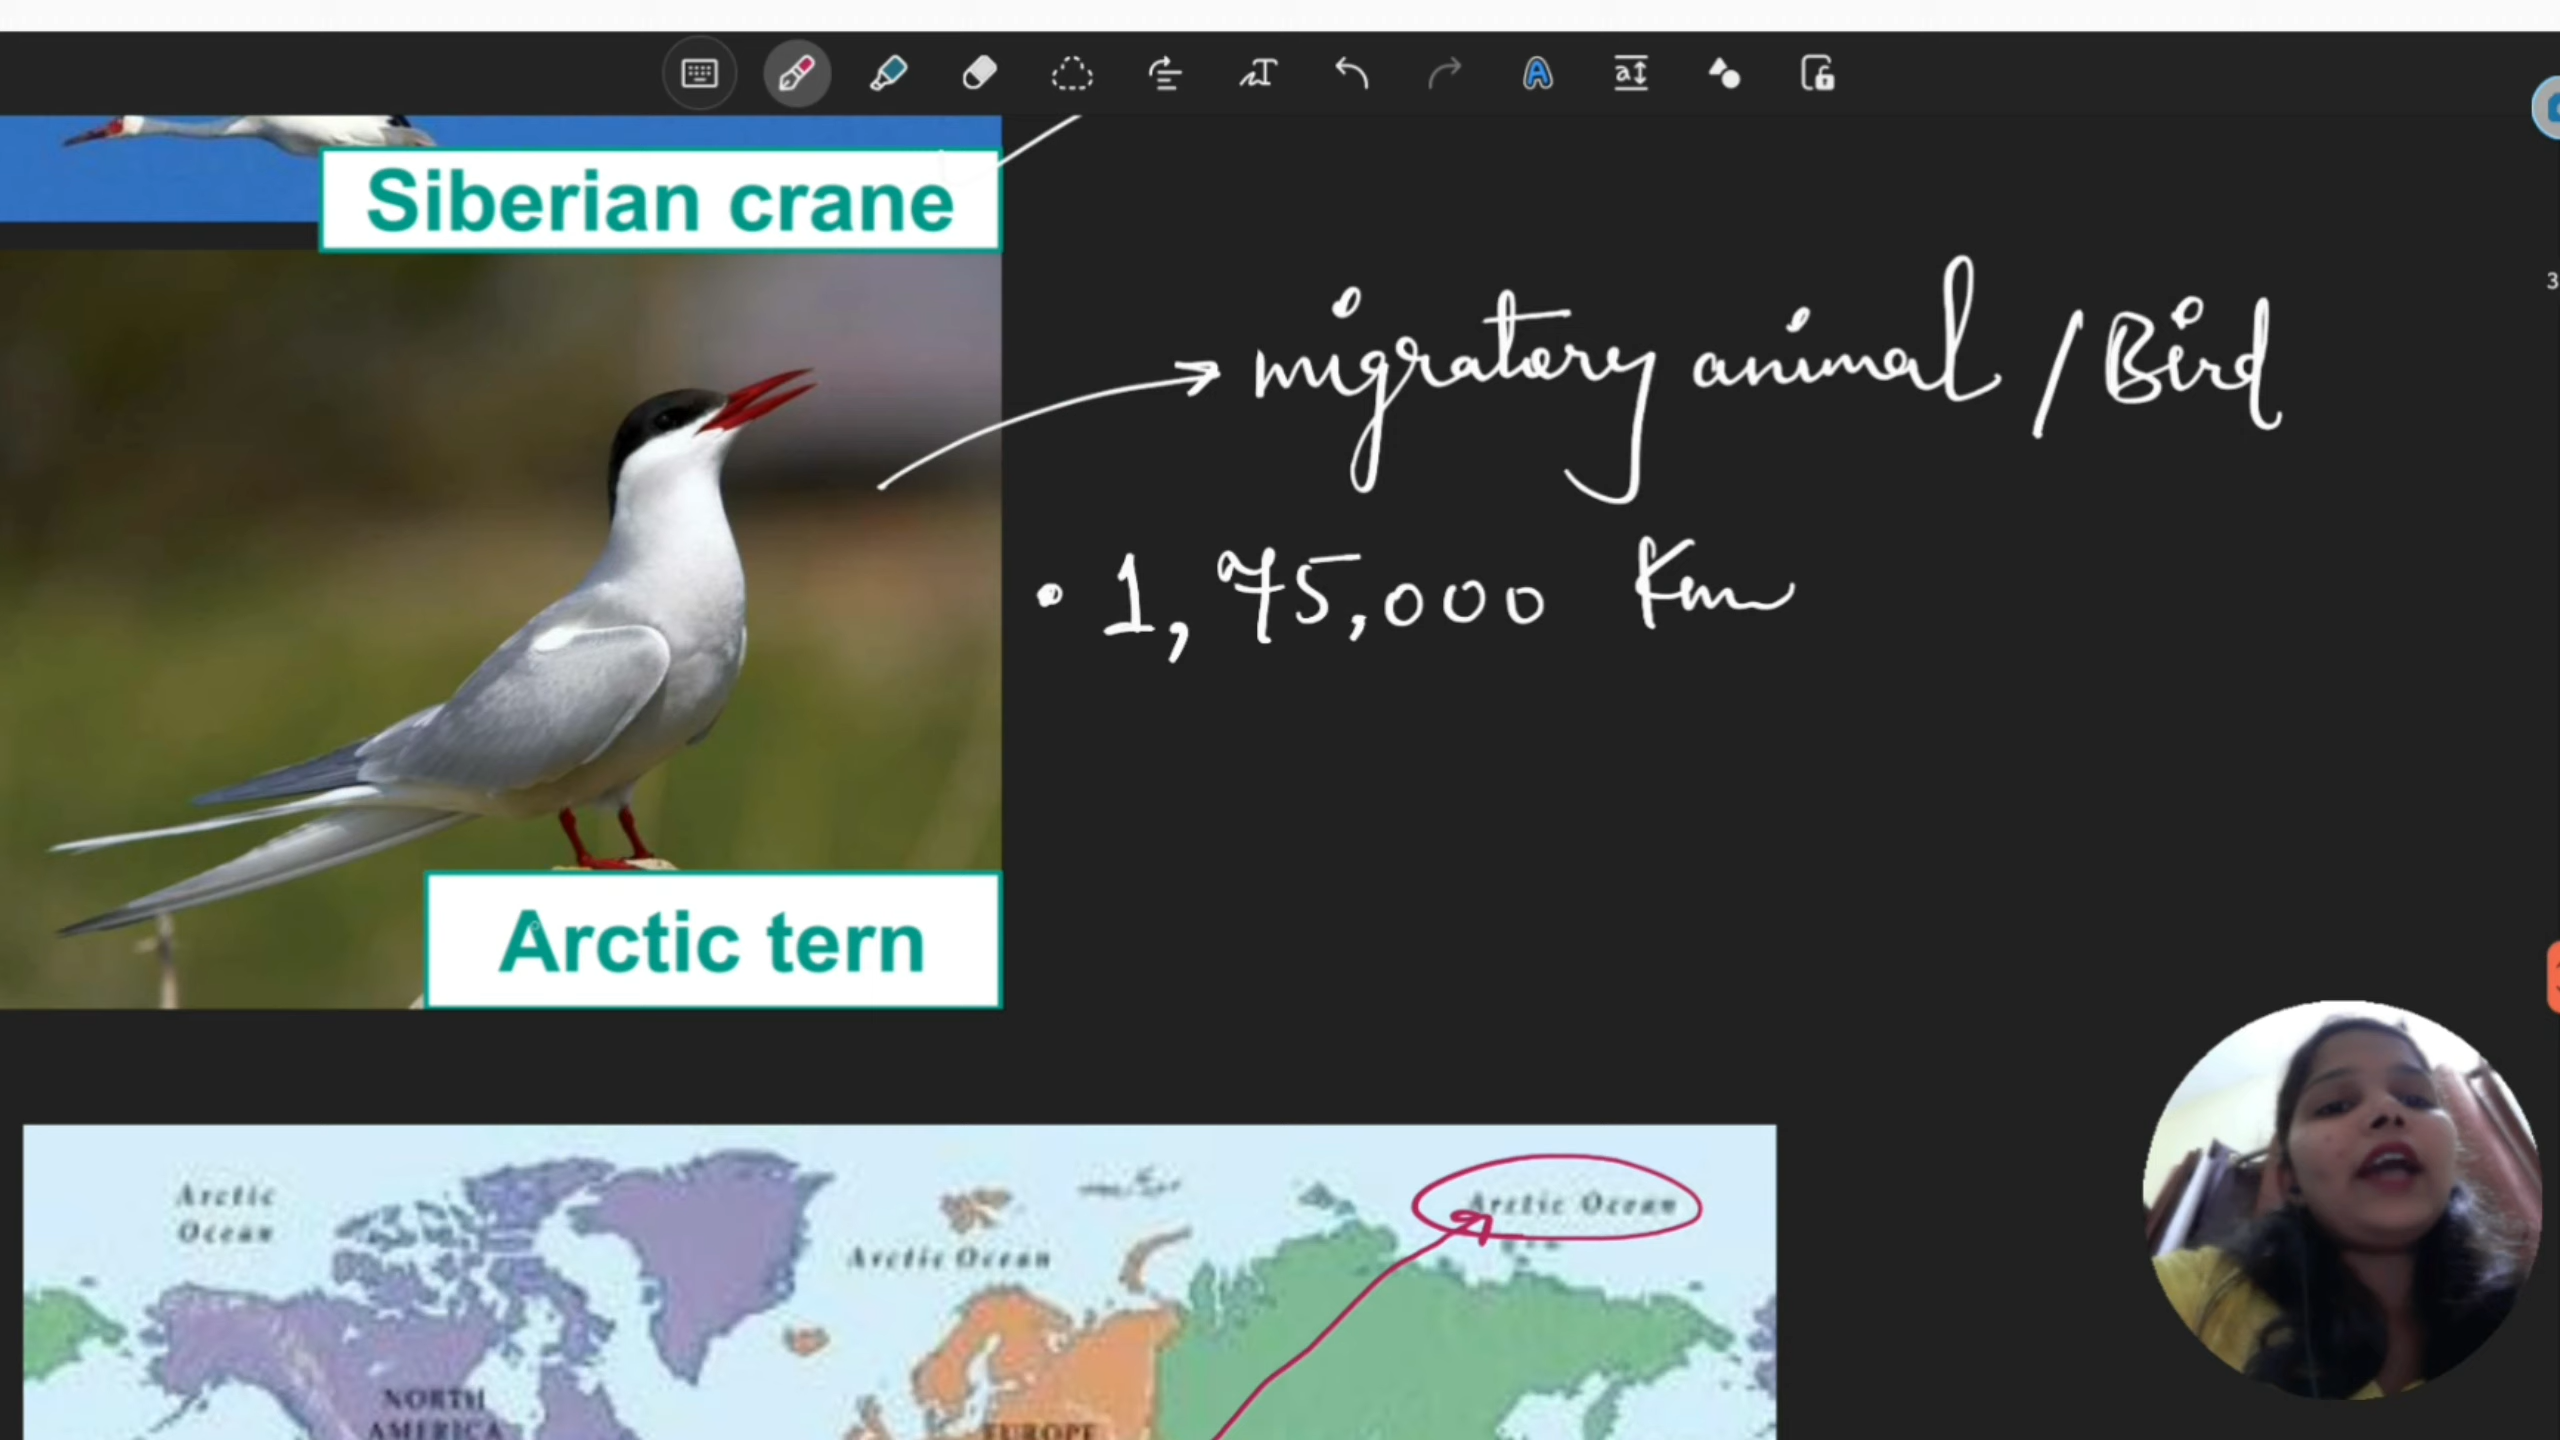 Siberian crane
migratory animal / Bird
• 1,75,000 Km
Arctic tern
Arctic
Ocean
Arctic Ocean
Arctic Ocean
NORTH
AMERICA
EUROPE